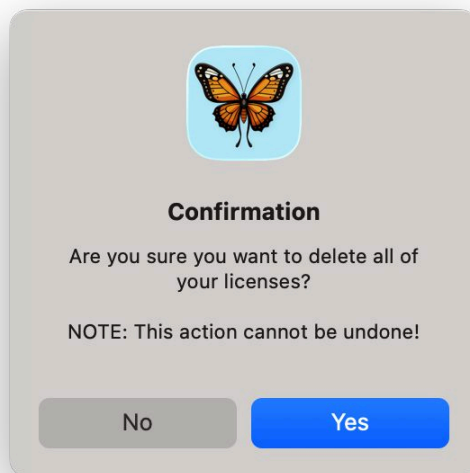 Confirmation
Are you sure you want to delete all of
your licenses?
NOTE: This action cannot be undone!
No
Yes